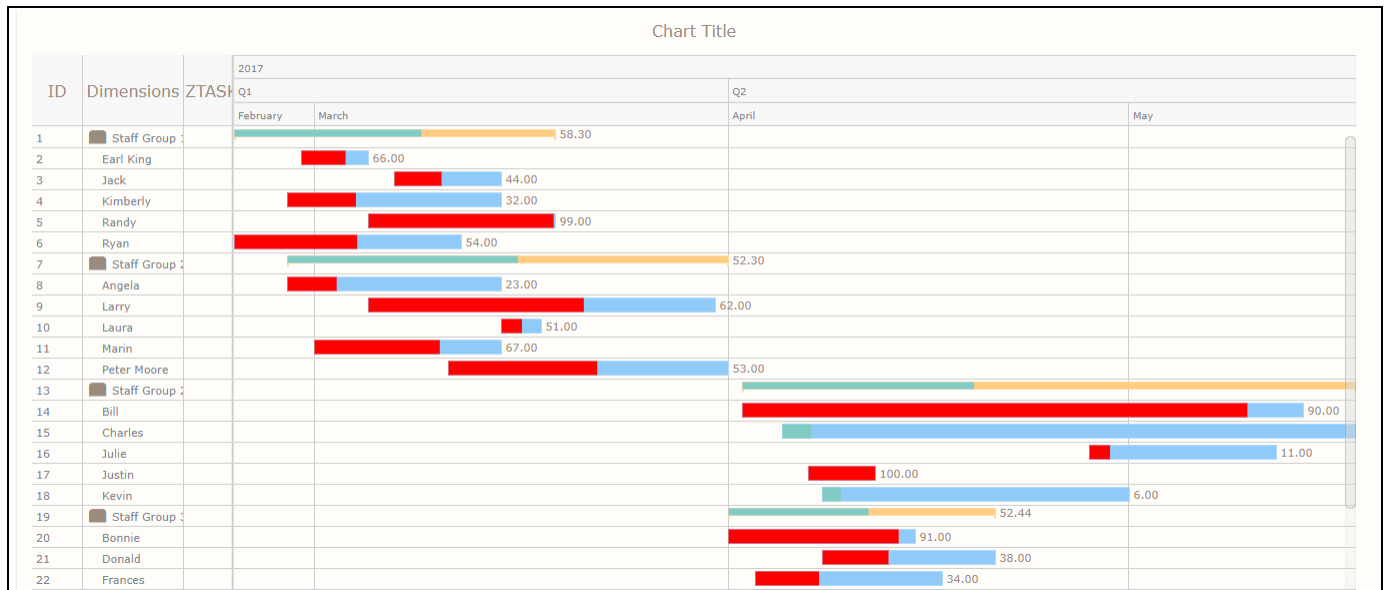 Chart Title
ID Dimensions ZTASK 2017
Q1 Q2
February March April May
1 Staff Group 58.30
2 Earl King 66.00
3 Jack 44.00
4 Kimberly 32.00
5 Randy 99.00
6 Ryan 54.00
7 Staff Group 52.30
8 Angela 23.00
9 Larry 62.00
10 Laura 51.00
11 Marin 67.00
12 Peter Moore 53.00
13 Staff Group
14 Bill 90.00
15 Charles
16 Julie 11.00
17 Justin 100.00
18 Kevin 6.00
19 Staff Group 52.44
20 Bonnie 91.00
21 Donald 38.00
22 Frances 34.00